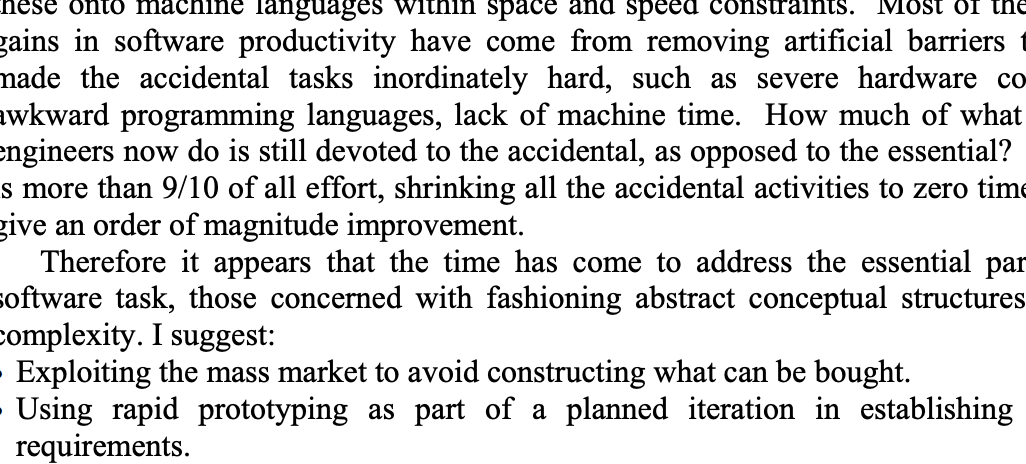 these onto machine languages within space and speed constraints. Most of the
gains in software productivity have come from removing artificial barriers t
made the accidental tasks inordinately hard, such as severe hardware co
awkward programming languages, lack of machine time. How much of what
engineers now do is still devoted to the accidental, as opposed to the essential?
is more than 9/10 of all effort, shrinking all the accidental activities to zero time
give an order of magnitude improvement.
Therefore it appears that the time has come to address the essential par
software task, those concerned with fashioning abstract conceptual structures
complexity. I suggest:
• Exploiting the mass market to avoid constructing what can be bought.
• Using rapid prototyping as part of a planned iteration in establishing
requirements.